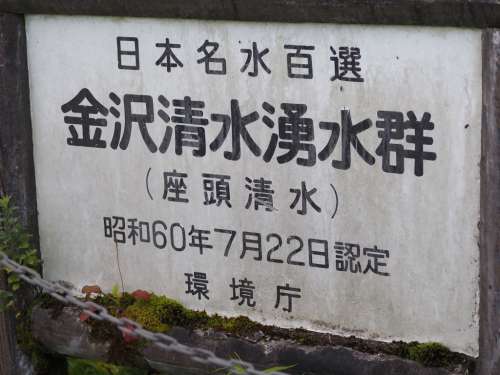 日本名水百選
金沢清水湧水群
（座頭清水）
昭和60年7月22日認定
環境庁